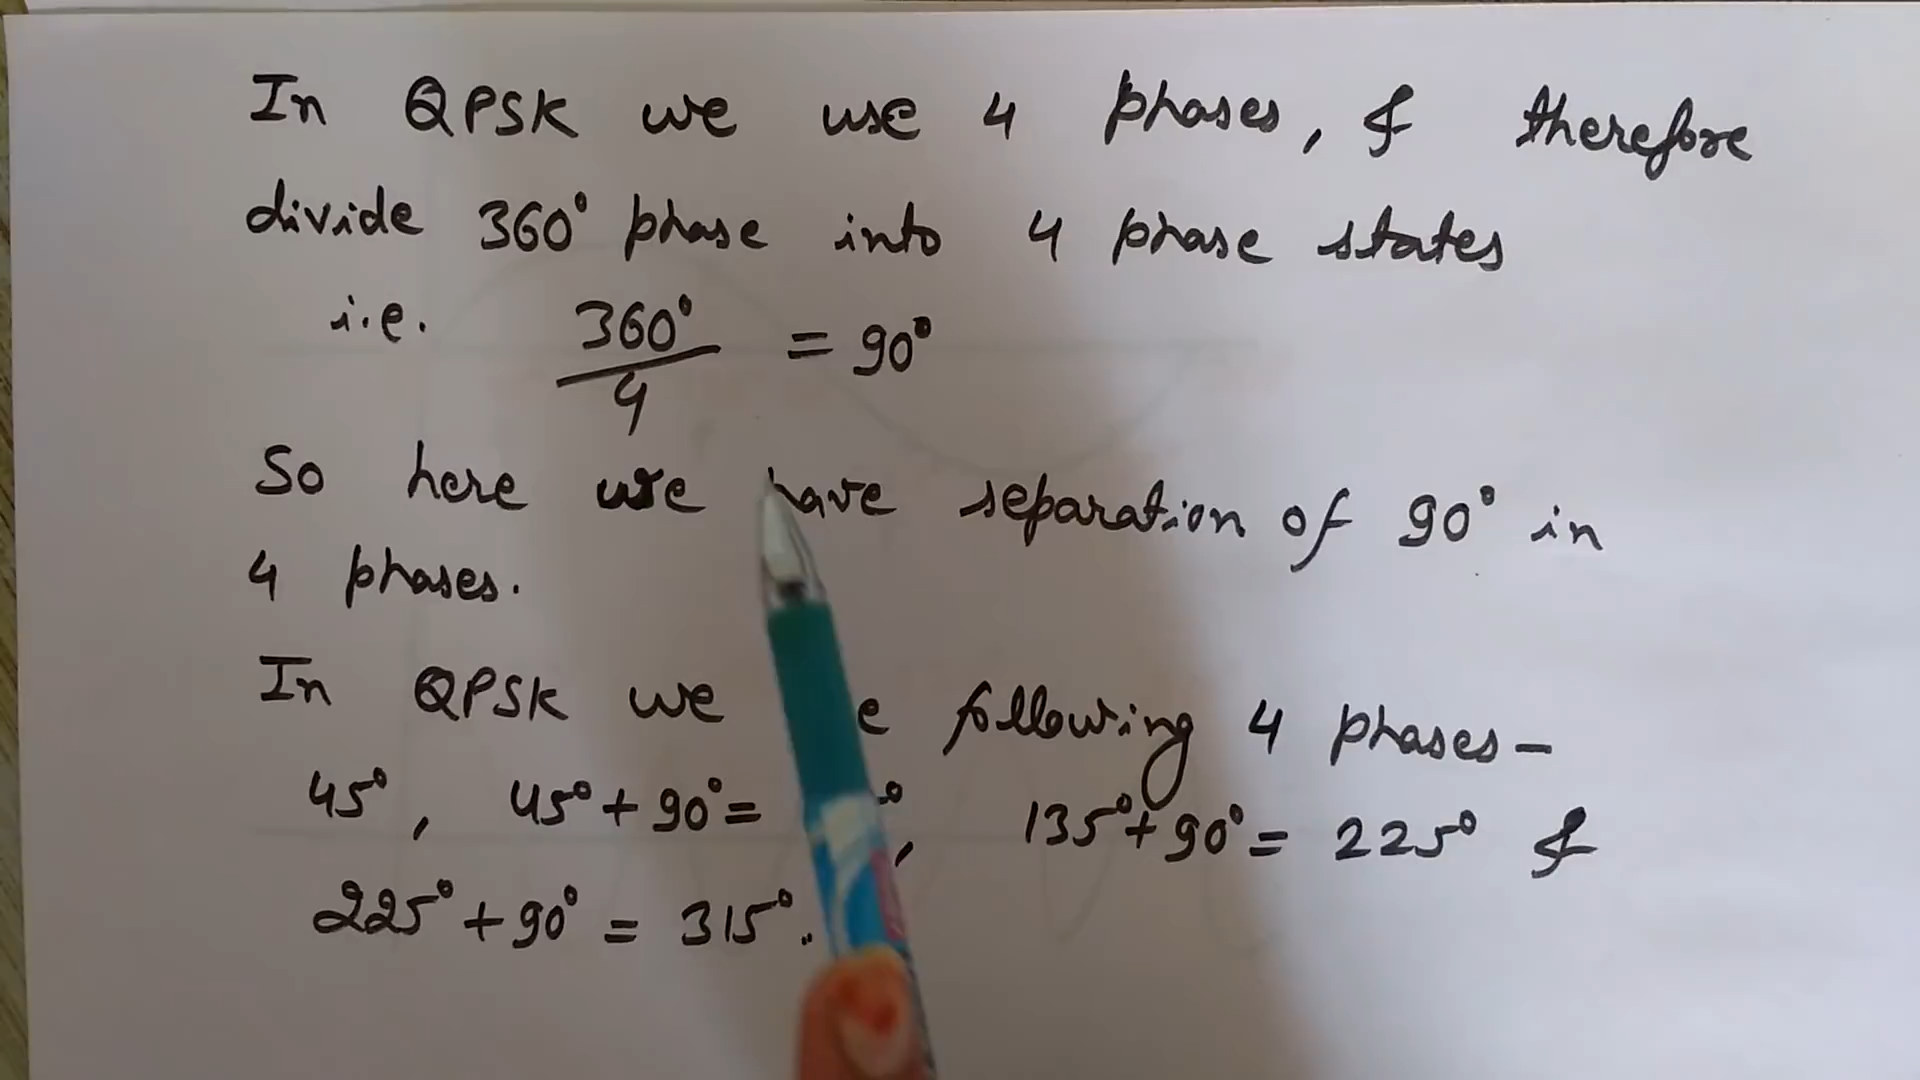 In QPSK we use 4 phases, & therefore
divide 360° phase into 4 phase states
i.e. 360°/4 = 90°
So here we have separation of 90° in
4 phases.
In QPSK we following 4 phases-
45°, 45° + 90° = , 135° + 90° = 225° &
225° + 90° = 315°.